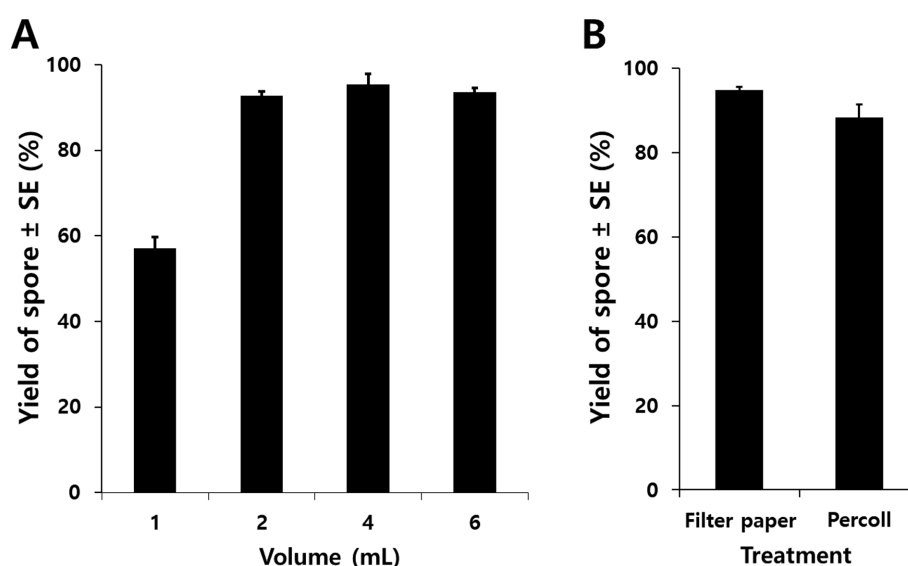 A
Yield of spore ± SE (%)
100
80
60
40
20
0
1 2 4 6
Volume (mL)
B
Yield of spore ± SE (%)
100
80
60
40
20
0
Filter paper Percoll
Treatment